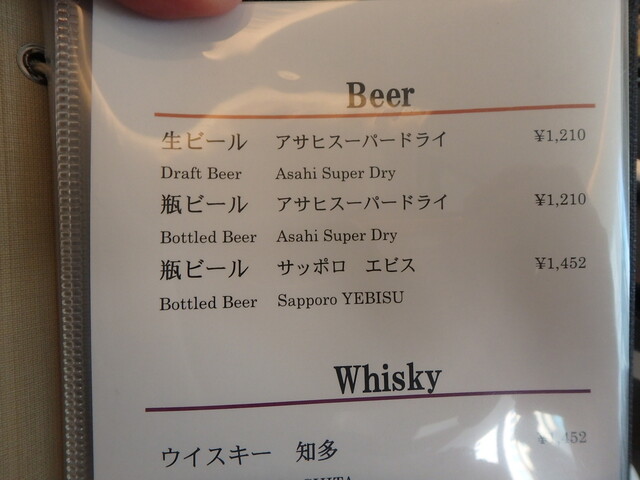 Beer
生ビール アサヒスーパードライ ¥1,210
Draft Beer Asahi Super Dry
瓶ビール アサヒスーパードライ ¥1,210
Bottled Beer Asahi Super Dry
瓶ビール サッポロ エビス ¥1,452
Bottled Beer Sapporo YEBISU
Whisky
ウイスキー 知多 ¥1,452